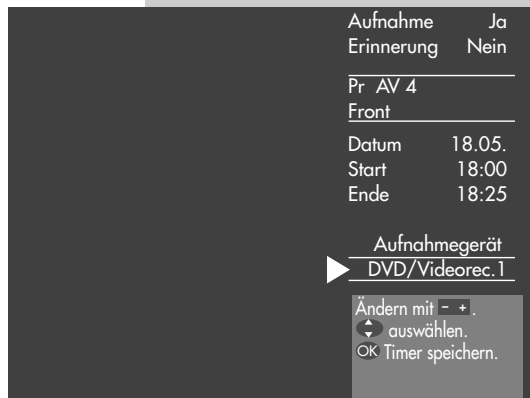 Aufnahme Ja
Erinnerung Nein
Pr AV 4
Front
Datum 18.05.
Start 18:00
Ende 18:25
Aufnahmegerät
DVD/Videorec.1
Ändern mit - + .
auswählen.
OK Timer speichern.